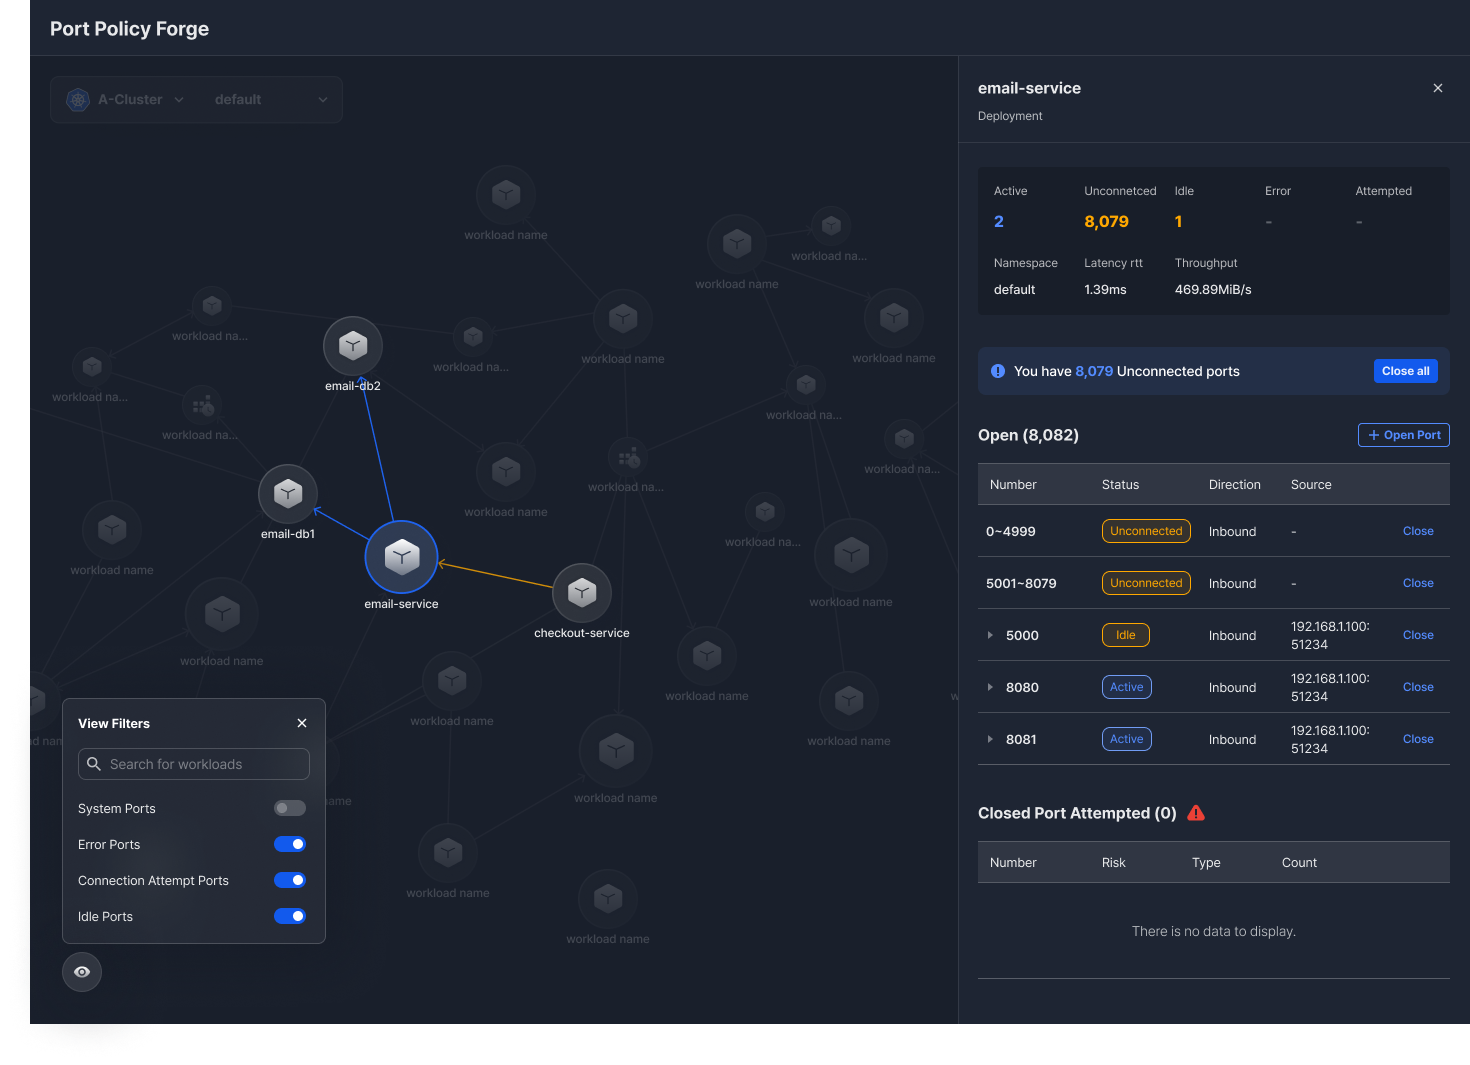 Port Policy Forge
A-Cluster
default
workload name
workload name
workload na...
workload na...
workload name
workload na...
workload name
workload name
workload na...
email-db2
workload na...
workload na...
workload na...
workload na...
workload name
workload na...
email-db1
workload na...
workload name
workload name
email-service
checkout-service
workload name
workload name
workload name
workload name
w
d nam
workload name
ame
workload name
workload name
View Filters
Search for workloads
System Ports
Error Ports
Connection Attempt Ports
Idle Ports
email-service
Deployment
Active Unconnetced Idle Error Attempted
2 8,079 1 - -
Namespace Latency rtt Throughput
default 1.39ms 469.89MiB/s
You have 8,079 Unconnected ports
Close all
Open (8,082)
+ Open Port
Number Status Direction Source
0~4999 Unconnected Inbound - Close
5001~8079 Unconnected Inbound - Close
5000 Idle Inbound 192.168.1.100: Close
51234
8080 Active Inbound 192.168.1.100: Close
51234
8081 Active Inbound 192.168.1.100: Close
51234
Closed Port Attempted (0)
Number Risk Type Count
There is no data to display.
workload name